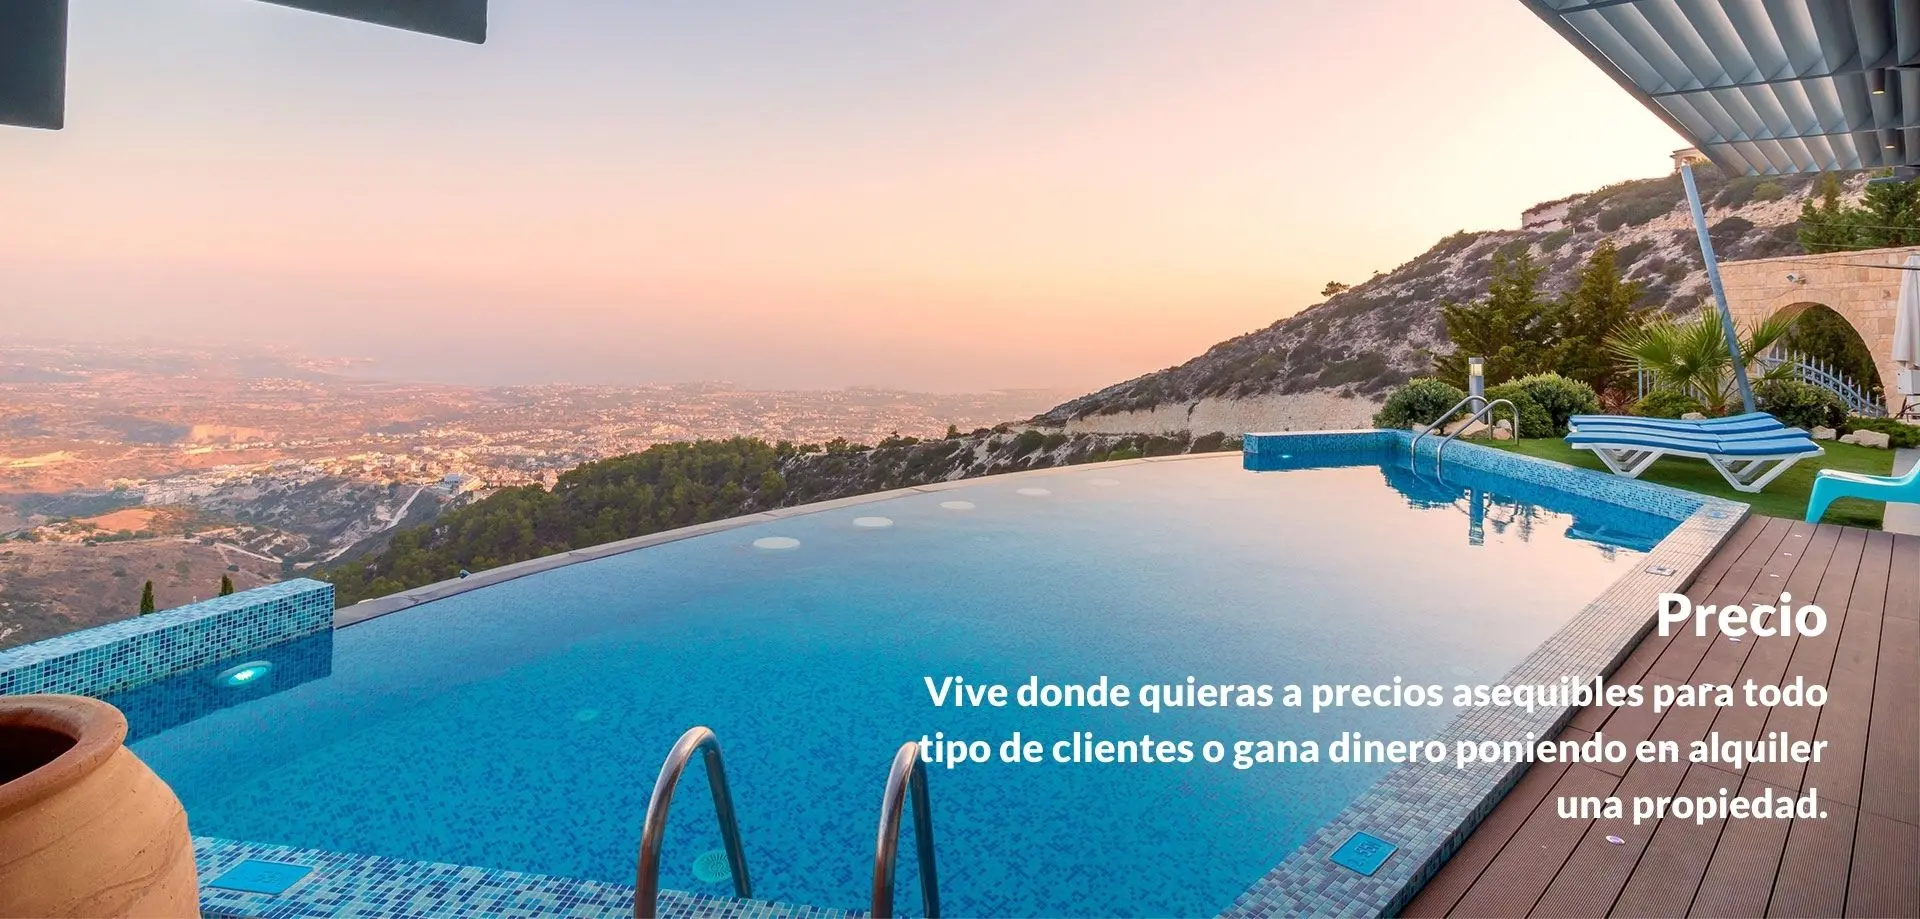 Precio
Vive donde quieras a precios asequibles para todo
tipo de clientes o gana dinero poniendo en alquiler
una propiedad.